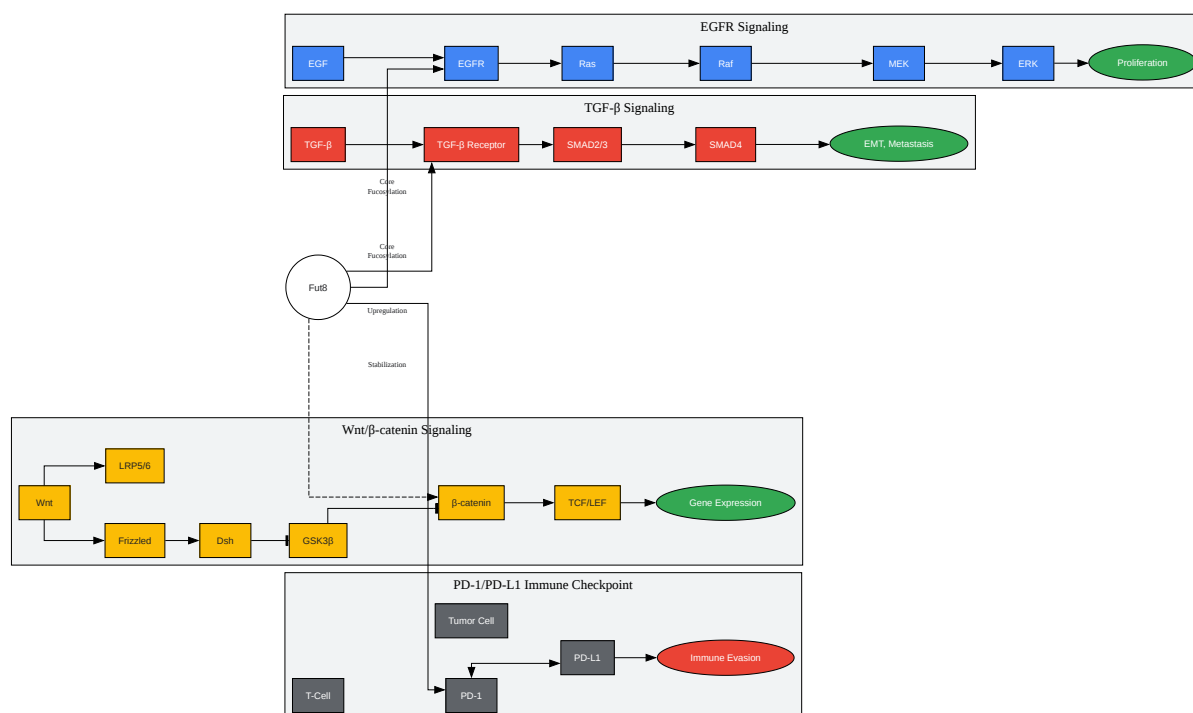 EGFR Signaling
EGF
EGFR
Ras
Raf
MEK
ERK
Proliferation
TGF-β Signaling
TGF-β
TGF-β Receptor
SMAD2/3
SMAD4
EMT, Metastasis
Core
Fucosylation
Core
Fucosylation
Fut8
Upregulation
Stabilization
Wnt/β-catenin Signaling
LRP5/6
Wnt
β-catenin
TCF/LEF
Gene Expression
Frizzled
Dsh
GSK3β
PD-1/PD-L1 Immune Checkpoint
Tumor Cell
PD-L1
Immune Evasion
T-Cell
PD-1